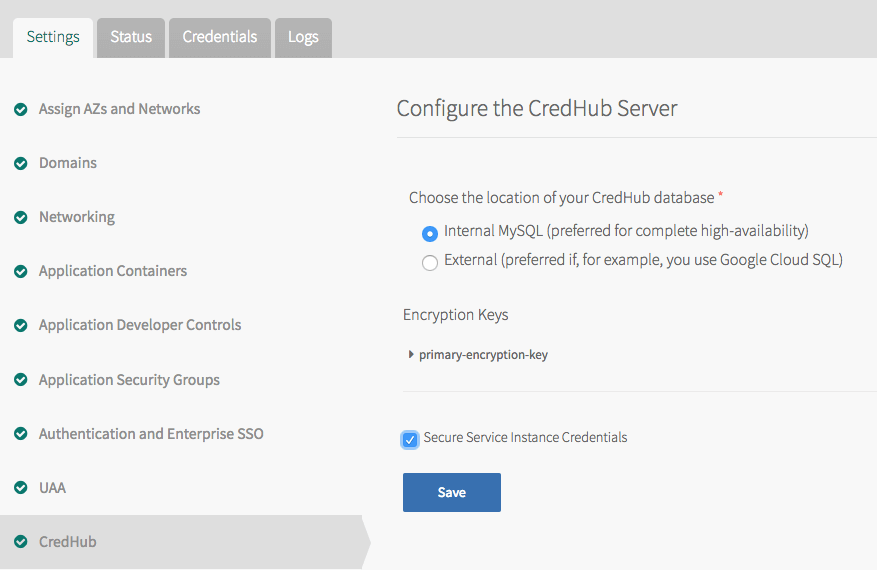 Settings
Status
Credentials
Logs
Assign AZs and Networks
Domains
Networking
Application Containers
Application Developer Controls
Application Security Groups
Authentication and Enterprise SSO
UAA
CredHub
Configure the CredHub Server
Choose the location of your CredHub database *
Internal MySQL (preferred for complete high-availability)
External (preferred if, for example, you use Google Cloud SQL)
Encryption Keys
primary-encryption-key
Secure Service Instance Credentials
Save